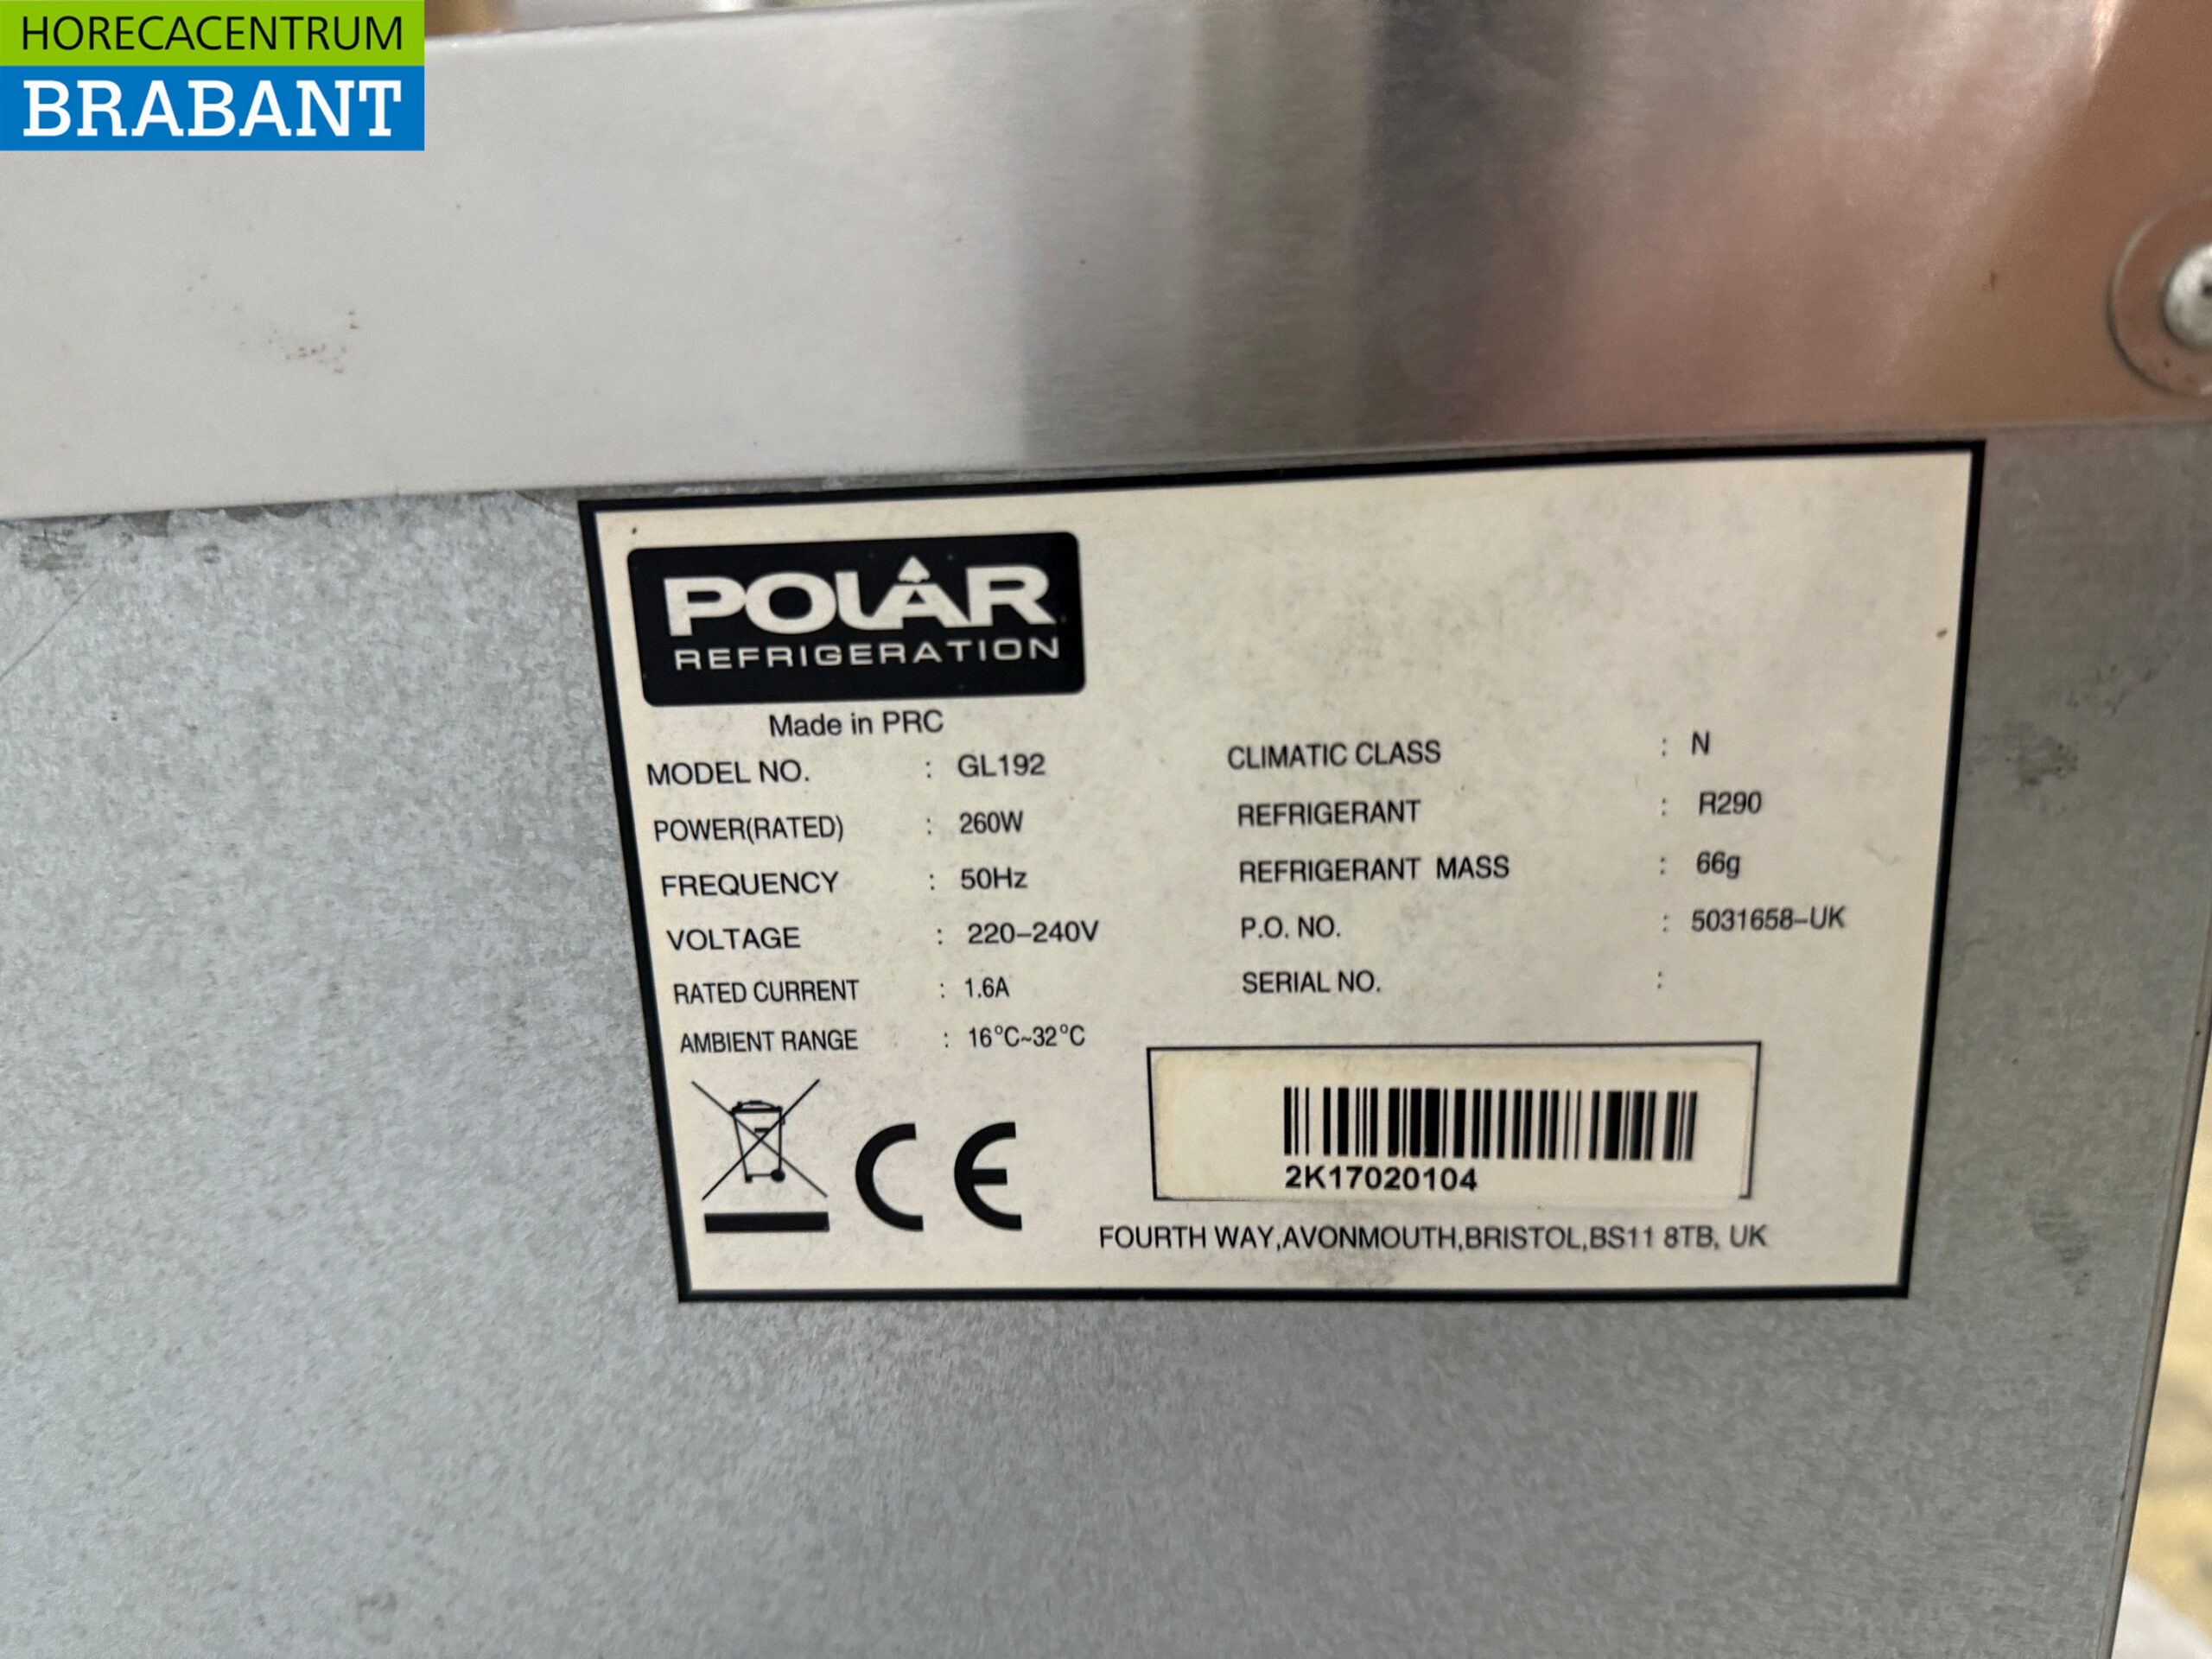 HORECACENTRUM
BRABANT
POLAR
REFRIGERATION
Made in PRC
MODEL NO. : GL192
POWER(RATED) : 260W
FREQUENCY : 50Hz
VOLTAGE : 220-240V
RATED CURRENT : 1.6A
AMBIENT RANGE : 16°C~32°C
CLIMATIC CLASS : N
REFRIGERANT : R290
REFRIGERANT MASS : 66g
P.O. NO. : 5031658-UK
SERIAL NO. :
CE
2K17020104
FOURTH WAY,AVONMOUTH,BRISTOL,BS11 8TB, UK